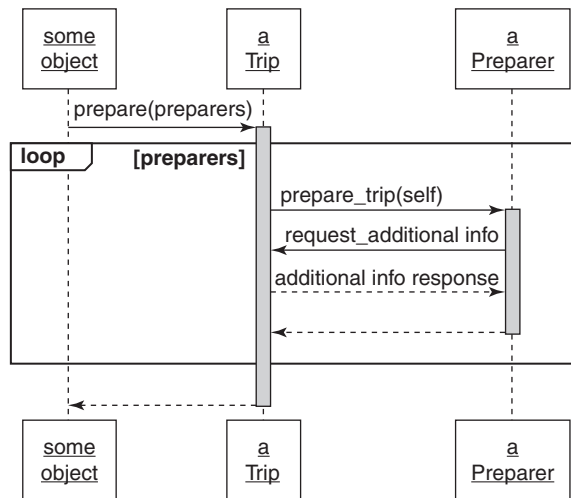 some
object
a
Trip
a
Preparer
prepare(preparers)
loop
[preparers]
prepare_trip(self)
request_additional info
additional info response
some
object
a
Trip
a
Preparer